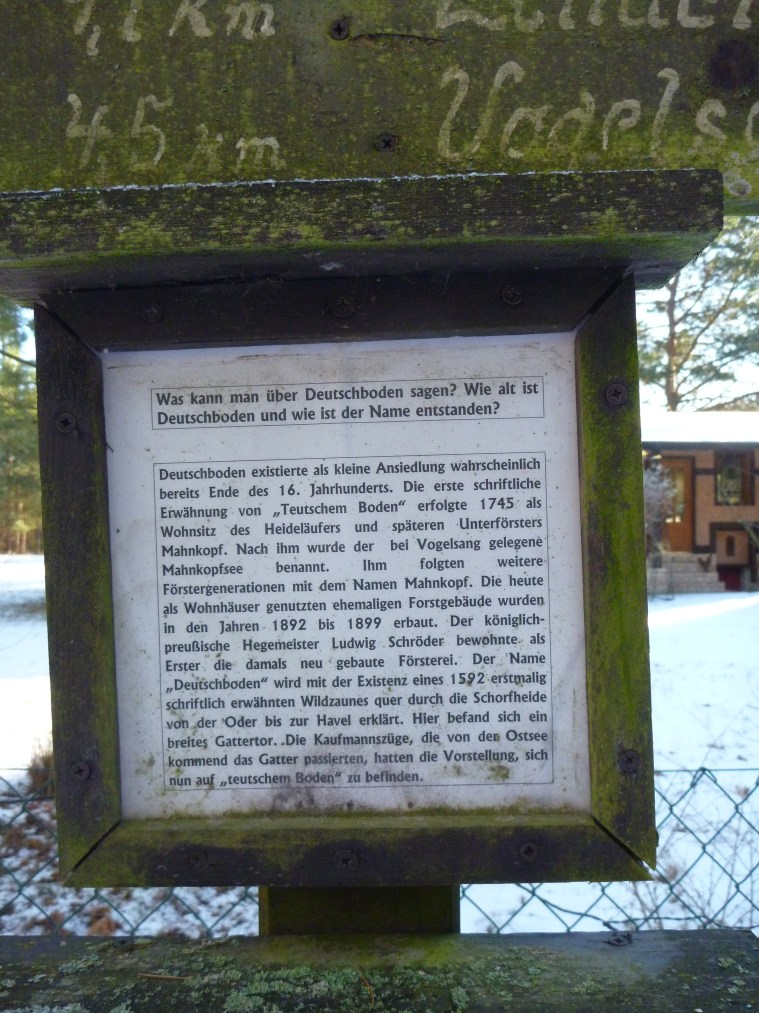 km
4,5 km
Was kann man über Deutschboden sagen? Wie alt ist
Deutschboden und wie ist der Name entstanden?
Deutschboden existierte als kleine Ansiedlung wahrscheinlich
bereits Ende des 16. Jahrhunderts. Die erste schriftliche
Erwähnung von „Teutschem Boden“ erfolgte 1745 als
Wohnsitz des Heideläufers und späteren Unterförsters
Mahnkopf. Nach ihm wurde der bei Vogelsang gelegene
Mahnkopfsee benannt. Ihm folgten weitere
Förstergenerationen mit dem Namen Mahnkopf. Die heute
als Wohnhäuser genutzten ehemaligen Forstgebäude wurden
in den Jahren 1892 bis 1899 erbaut. Der königlich-
preußische Hegemeister Ludwig Schröder bewohnte als
Erster die damals neu gebaute Försterei. Der Name
„Deutschboden“ wird mit der Existenz eines 1592 erstmalig
schriftlich erwähnten Wildzaunes quer durch die Schorfheide
von der Oder bis zur Havel erklärt. Hier befand sich ein
breites Gattertor. Die Kaufmannszüge, die von der Ostsee
kommend das Gatter passierten, hatten die Vorstellung, sich
nun auf „teutschem Boden“ zu befinden.